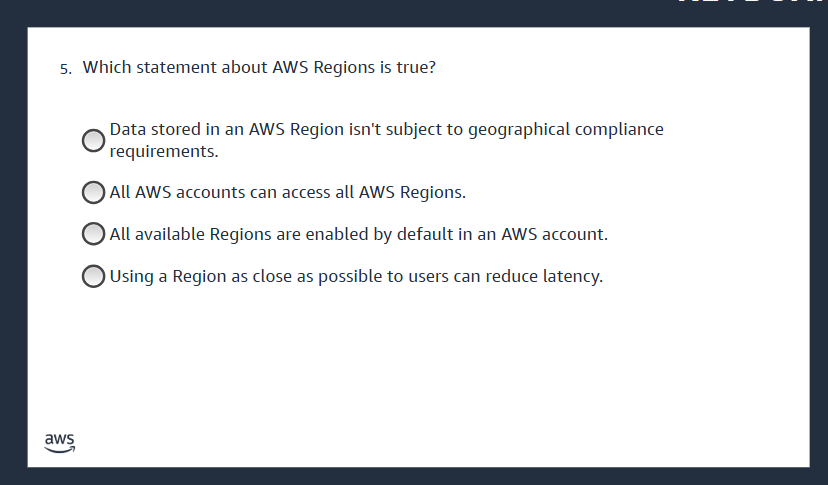 5. Which statement about AWS Regions is true?
Data stored in an AWS Region isn't subject to geographical compliance
requirements.
All AWS accounts can access all AWS Regions.
All available Regions are enabled by default in an AWS account.
Using a Region as close as possible to users can reduce latency.
aws